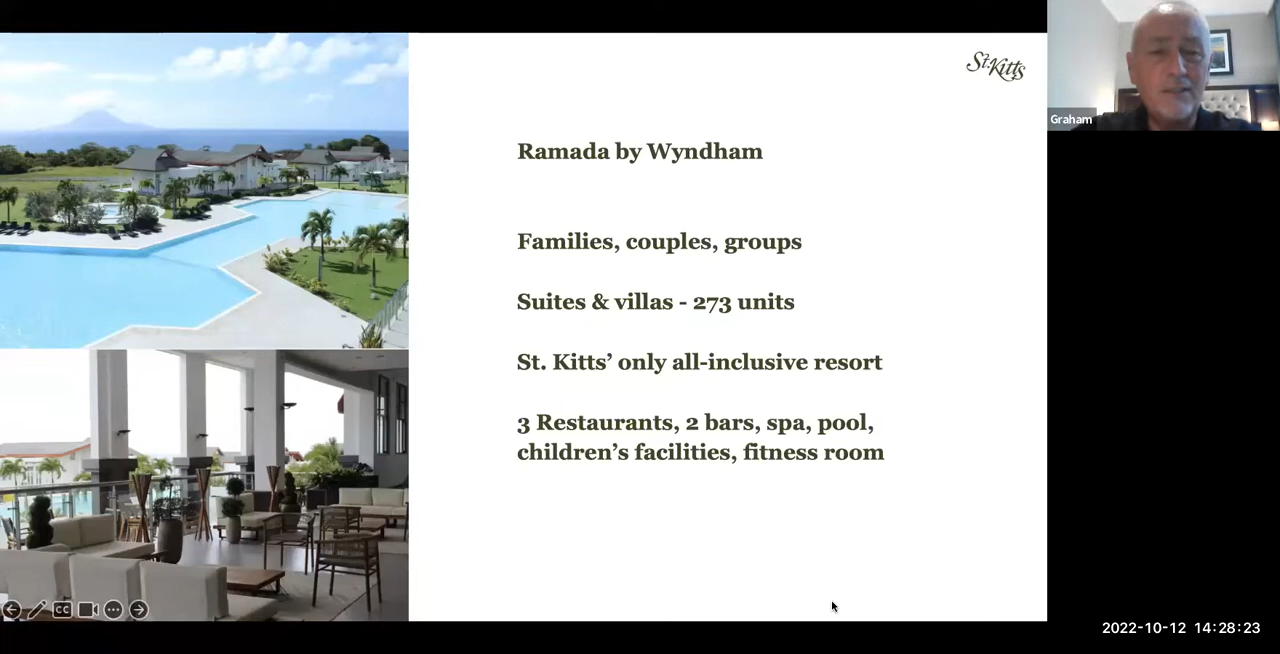 St. Kitts
Graham
Ramada by Wyndham
Families, couples, groups
Suites & villas - 273 units
St. Kitts’ only all-inclusive resort
3 Restaurants, 2 bars, spa, pool,
children’s facilities, fitness room
CC
2022-10-12 14:28:23